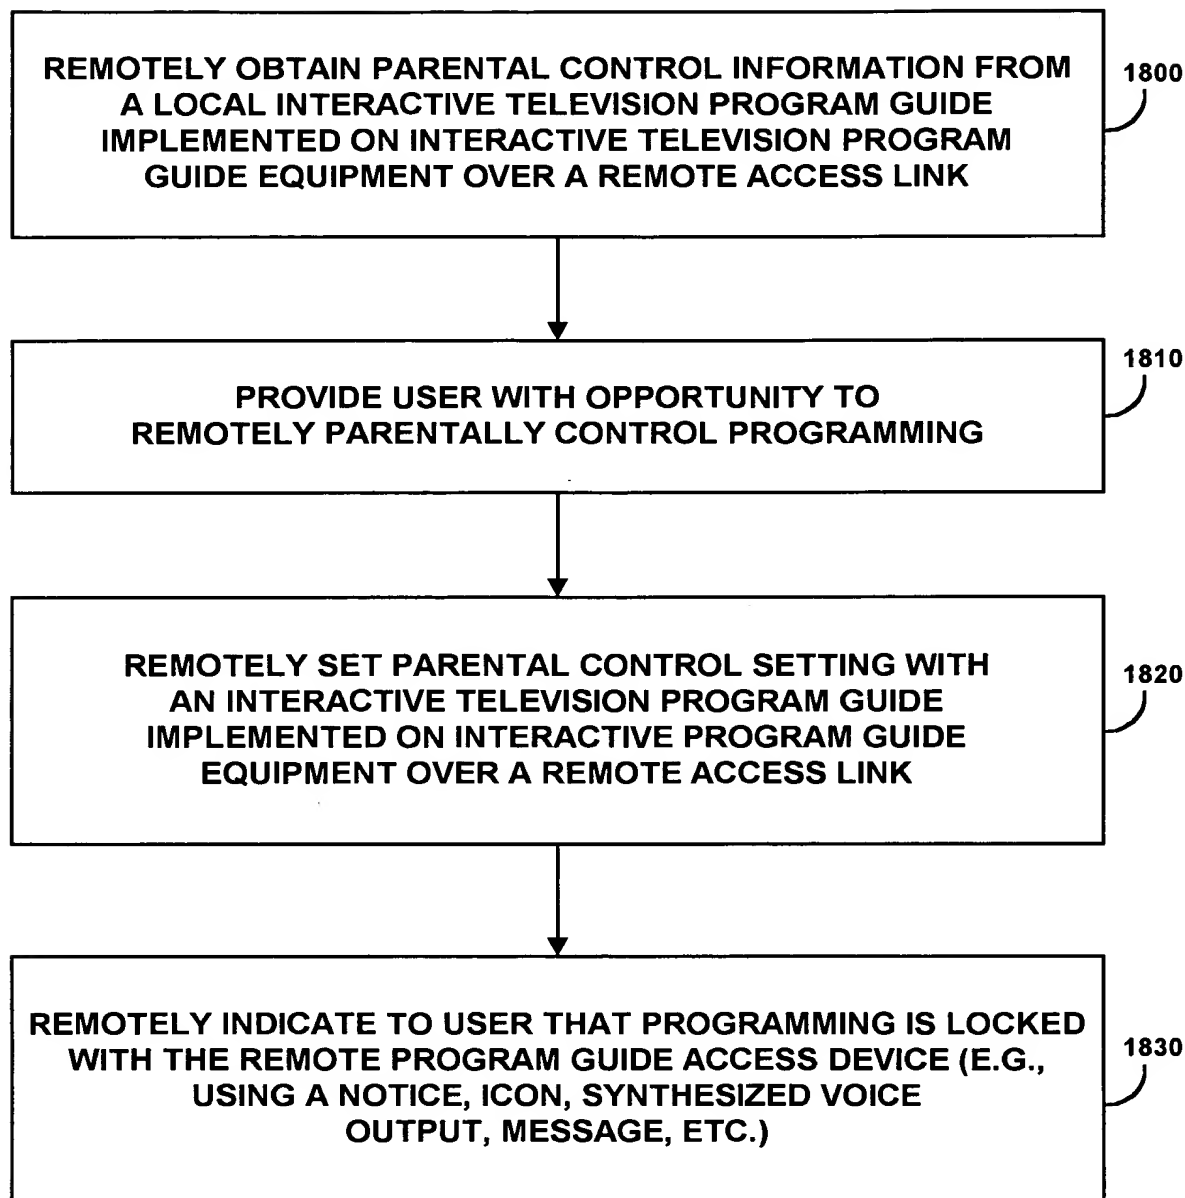 REMOTELY OBTAIN PARENTAL CONTROL INFORMATION FROM
A LOCAL INTERACTIVE TELEVISION PROGRAM GUIDE
IMPLEMENTED ON INTERACTIVE TELEVISION PROGRAM
GUIDE EQUIPMENT OVER A REMOTE ACCESS LINK
1800
PROVIDE USER WITH OPPORTUNITY TO
REMOTELY PARENTALLY CONTROL PROGRAMMING
1810
REMOTELY SET PARENTAL CONTROL SETTING WITH
AN INTERACTIVE TELEVISION PROGRAM GUIDE
IMPLEMENTED ON INTERACTIVE PROGRAM GUIDE
EQUIPMENT OVER A REMOTE ACCESS LINK
1820
REMOTELY INDICATE TO USER THAT PROGRAMMING IS LOCKED
WITH THE REMOTE PROGRAM GUIDE ACCESS DEVICE (E.G.,
USING A NOTICE, ICON, SYNTHESIZED VOICE
OUTPUT, MESSAGE, ETC.)
1830